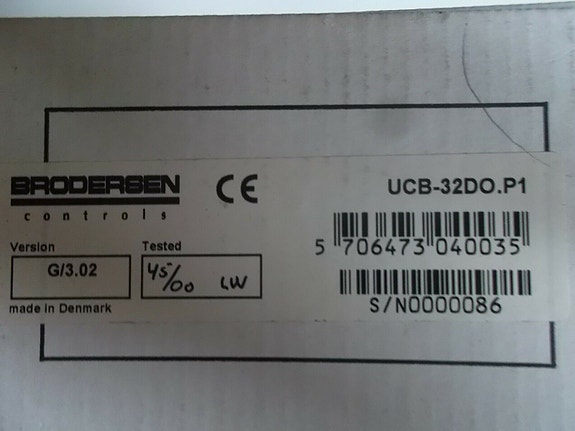 BRODERSEN
controls
CE
UCB-32DO.P1
5 706473 040035
S/N0000086
Version
G/3.02
Tested
45/00 LW
made in Denmark